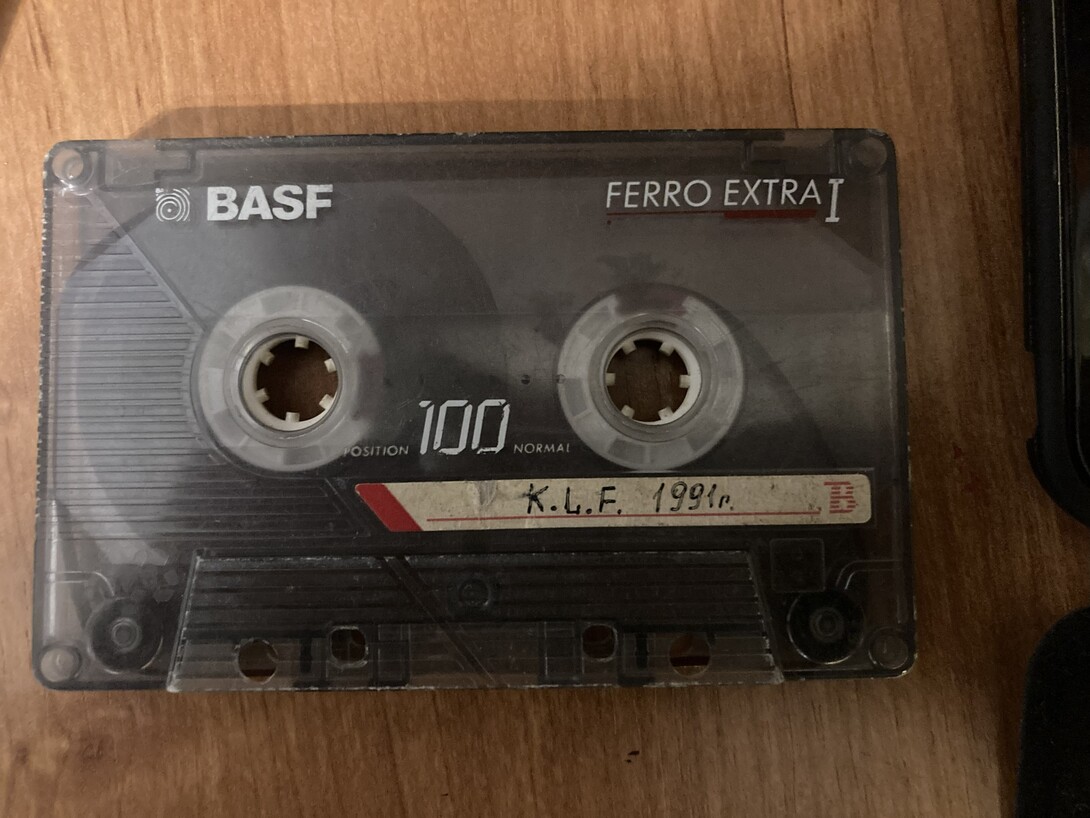 BASF
FERRO EXTRA I
POSITION 100 NORMAL
K.L.F. 1991г. B